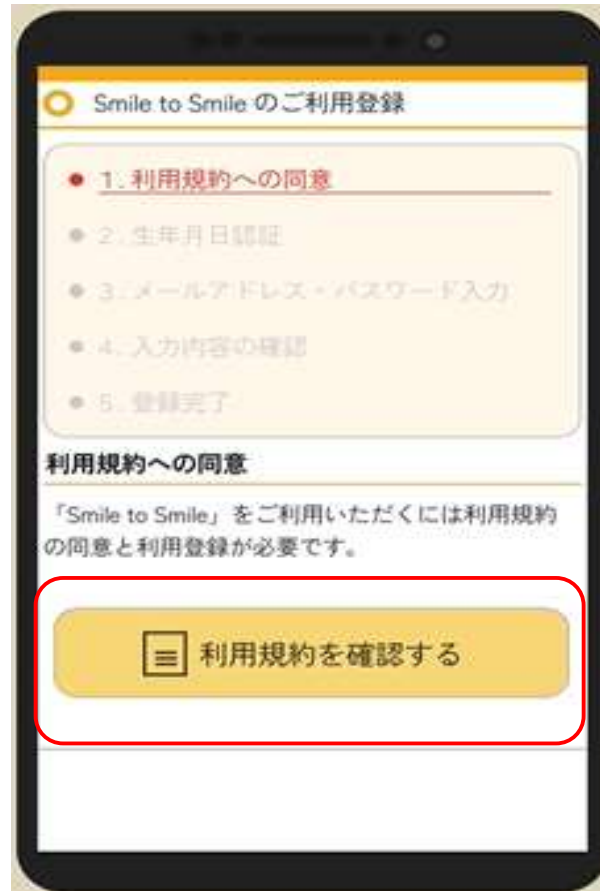 Smile to Smile のご利用登録
1. 利用規約への同意
2. 生年月日認証
3. メールアドレス・パスワード入力
4. 入力内容の確認
5. 登録完了
利用規約への同意
「Smile to Smile」をご利用いただくには利用規約
の同意と利用登録が必要です。
利用規約を確認する